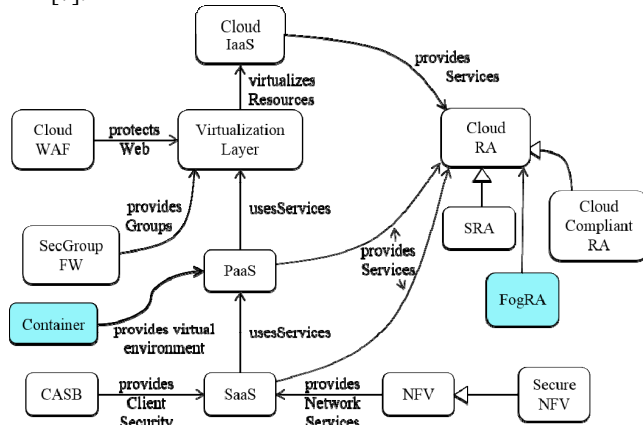 Cloud
IaaS
provides
Services
virtualizes
Resources
Cloud
WAF
protects
Web
Virtualization
Layer
Cloud
RA
provides
Groups
usesServices
SecGroup
FW
PaaS
provides
Services
SRA
Cloud
Compliant
RA
Container
provides virtual
environment
usesServices
FogRA
CASB
provides
Client
Security
SaaS
provides
Network
Services
NFV
Secure
NFV